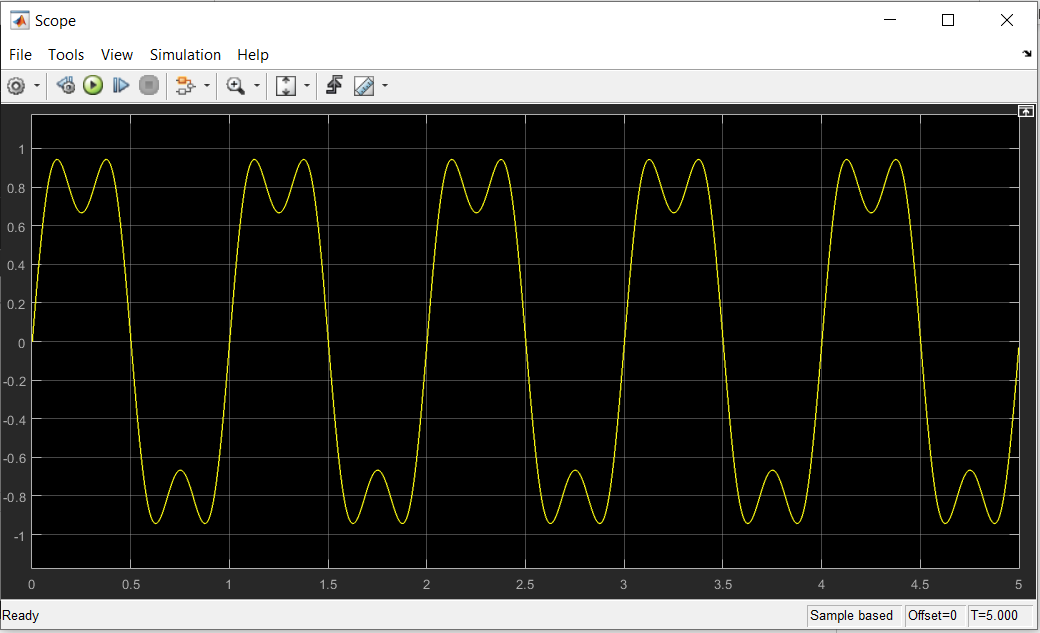 Scope
File Tools View Simulation Help
1
0.8
0.6
0.4
0.2
0
-0.2
-0.4
-0.6
-0.8
-1
0 0.5 1 1.5 2 2.5 3 3.5 4 4.5 5
Ready Sample based Offset=0 T=5.000